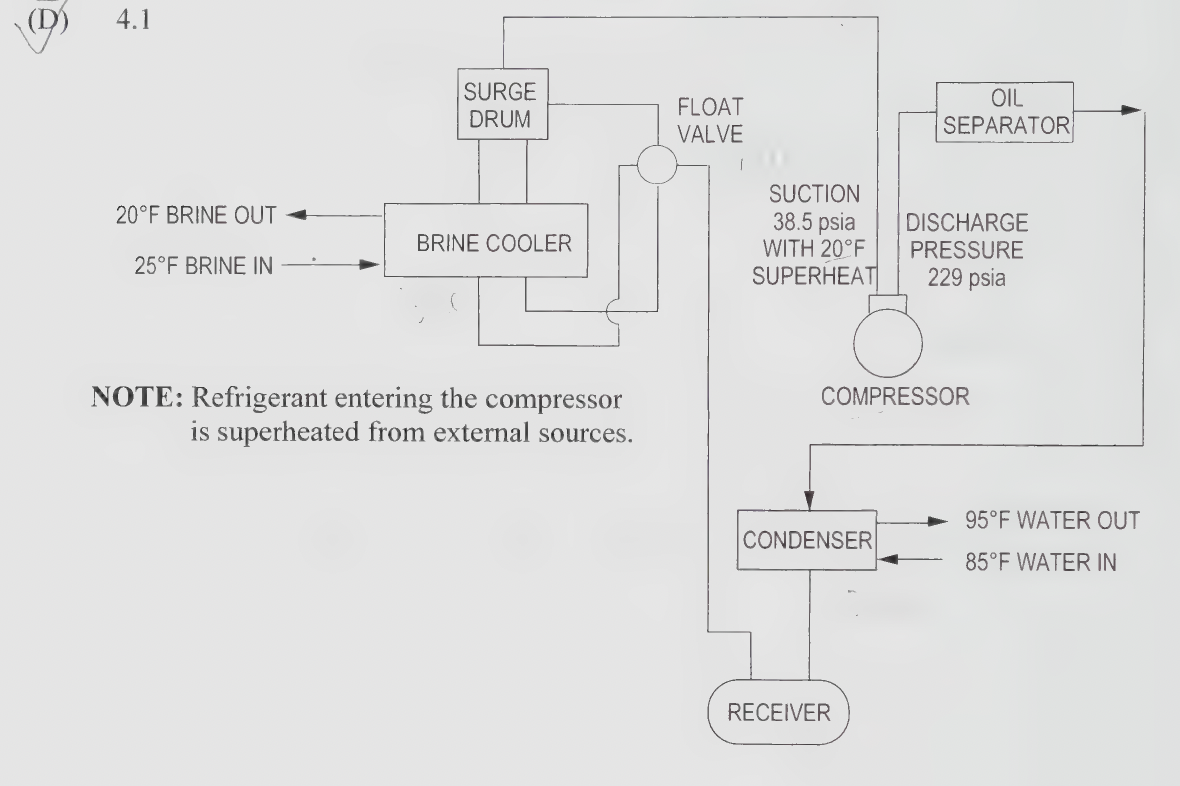 (D) 4.1
SURGE
DRUM
FLOAT
VALVE
OIL
SEPARATOR
20°F BRINE OUT
25°F BRINE IN
BRINE COOLER
SUCTION
38.5 psia
WITH 20°F
SUPERHEAT
DISCHARGE
PRESSURE
229 psia
COMPRESSOR
NOTE: Refrigerant entering the compressor
is superheated from external sources.
CONDENSER
95°F WATER OUT
85°F WATER IN
RECEIVER